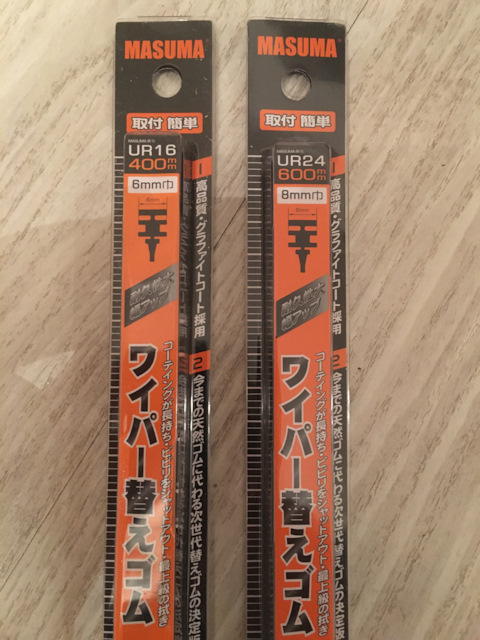 MASUMA
取付 簡単
UR16
400mm
6mm巾
1
高品質・グラファイトコート採用
耐久性大
幅アップ
2
今までの天然ゴムに代わる次世代替えゴムの決定版
コーティングが長持ち・ビビリをシャットアウト・最上級の拭き
ワイパー替えゴム
MASUMA
取付 簡単
UR24
600mm
8mm巾
1
高品質・グラファイトコート採用
耐久性大
幅アップ
2
今までの天然ゴムに代わる次世代替えゴムの決定版
コーティングが長持ち・ビビリをシャットアウト・最上級の拭き
ワイパー替えゴム